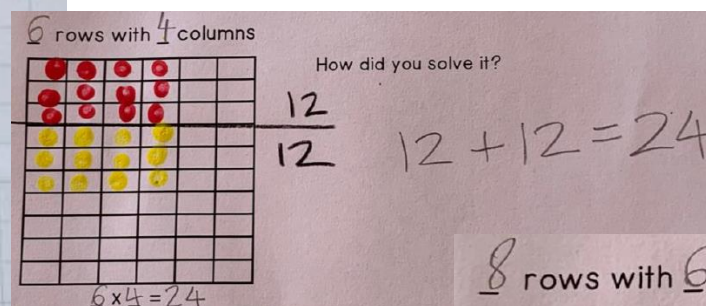 6 rows with 4 columns
How did you solve it?
12
12
12 + 12 = 24
6 x 4 = 24
8 rows with 6